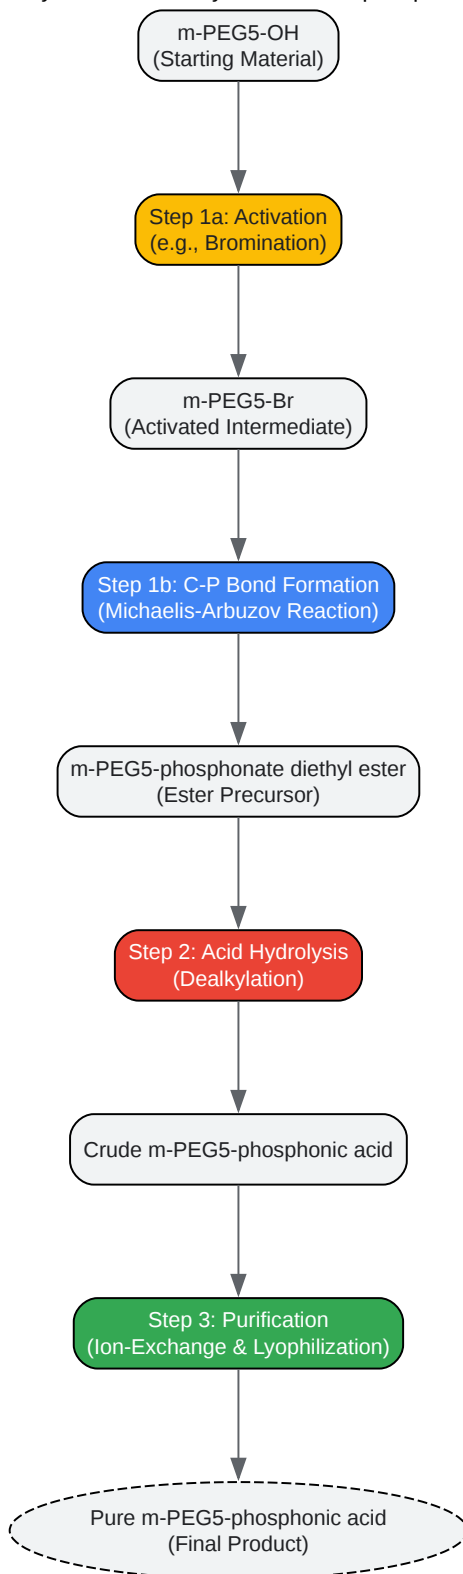 m-PEG5-OH
(Starting Material)
Step 1a: Activation
(e.g., Bromination)
m-PEG5-Br
(Activated Intermediate)
Step 1b: C-P Bond Formation
(Michaelis-Arbuzov Reaction)
m-PEG5-phosphonate diethyl ester
(Ester Precursor)
Step 2: Acid Hydrolysis
(Dealkylation)
Crude m-PEG5-phosphonic acid
Step 3: Purification
(Ion-Exchange & Lyophilization)
Pure m-PEG5-phosphonic acid
(Final Product)